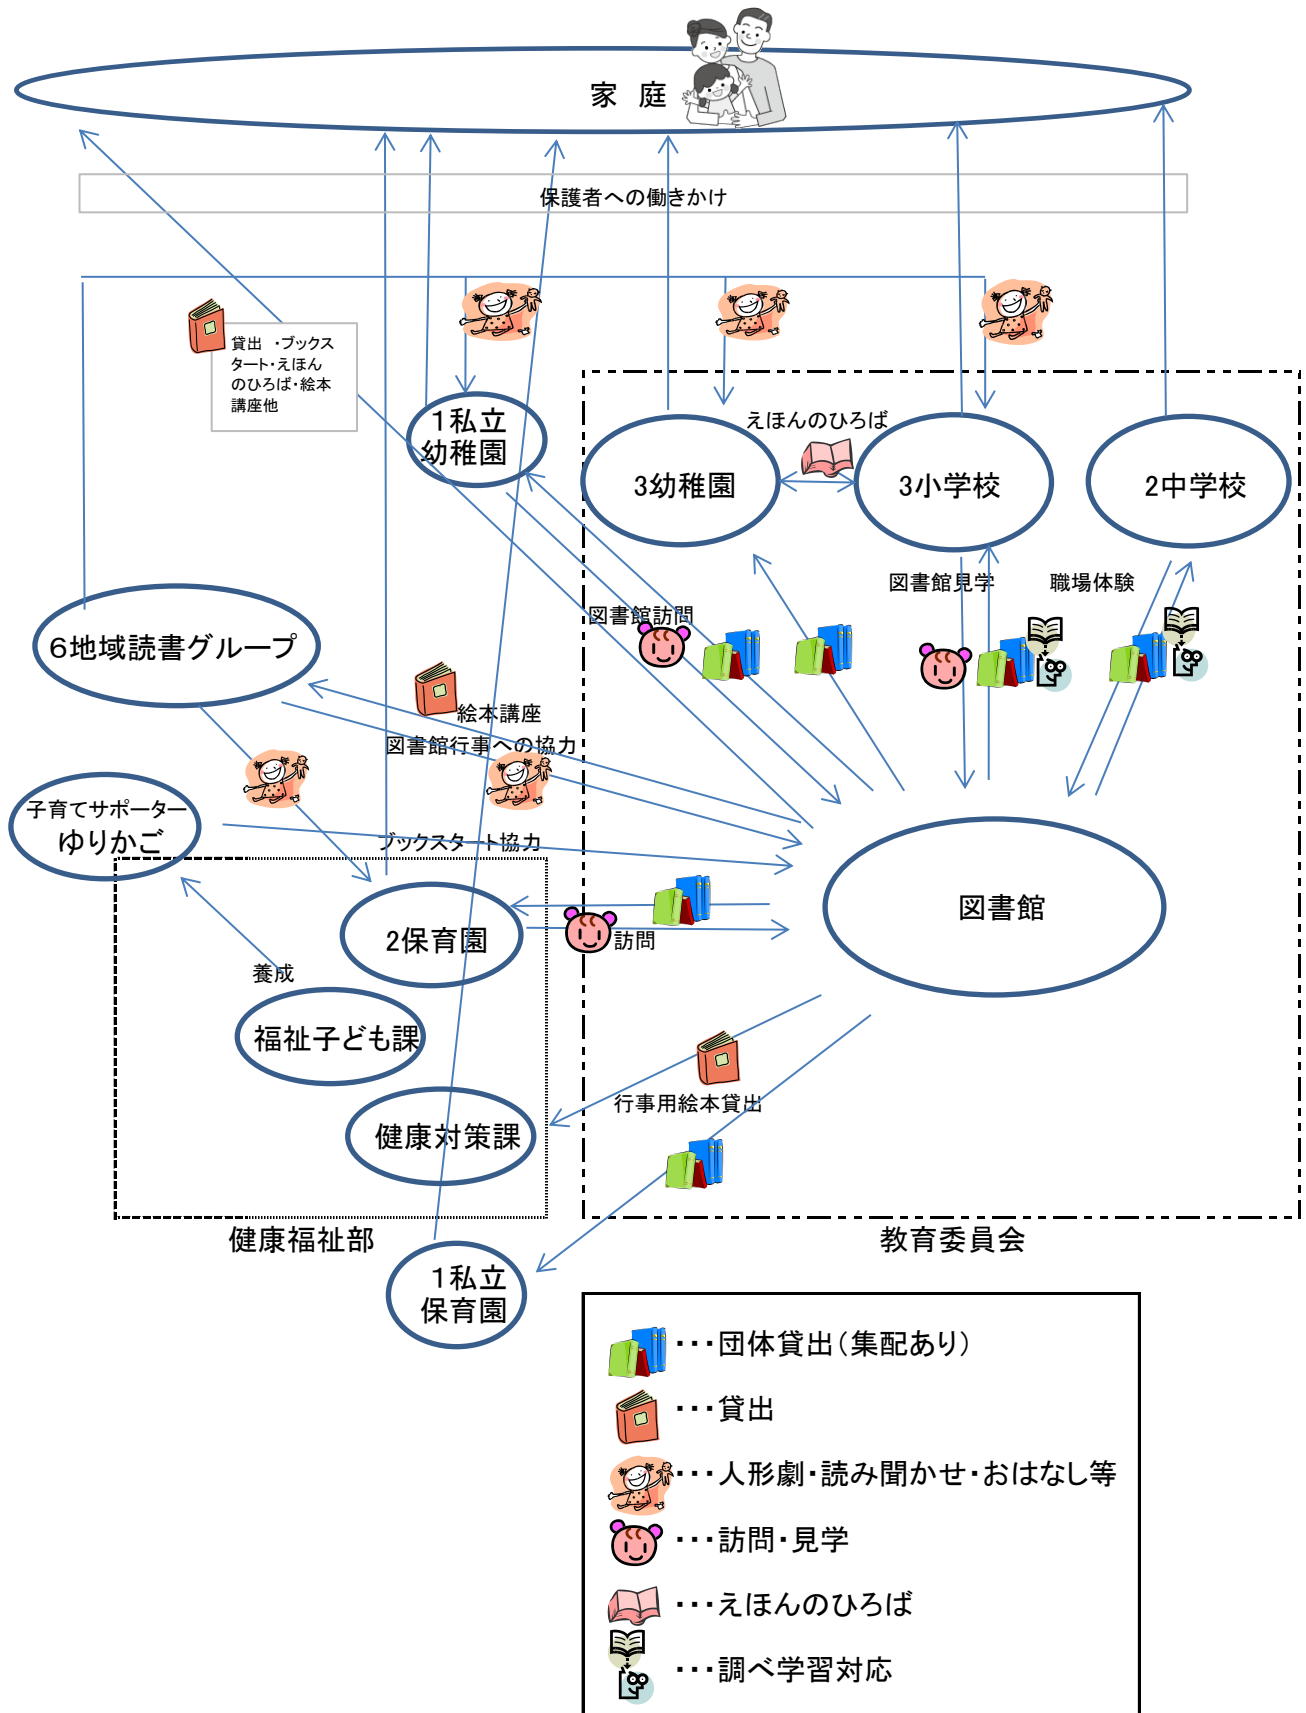 家 庭
保護者への働きかけ
貸出 ・ブックス
タート・えほん
のひろば・絵本
講座他
1私立
幼稚園
えほんのひろば
3幼稚園
3小学校
2中学校
図書館見学
職場体験
図書館訪問
6地域読書グループ
絵本講座
図書館行事への協力
子育てサポーター
ゆりかご
ブックスタート協力
図書館
2保育園
訪問
養成
福祉子ども課
行事用絵本貸出
健康対策課
健康福祉部
教育委員会
1私立
保育園
・・・団体貸出(集配あり)
・・・貸出
・・・人形劇・読み聞かせ・おはなし等
・・・訪問・見学
・・・えほんのひろば
・・・調べ学習対応